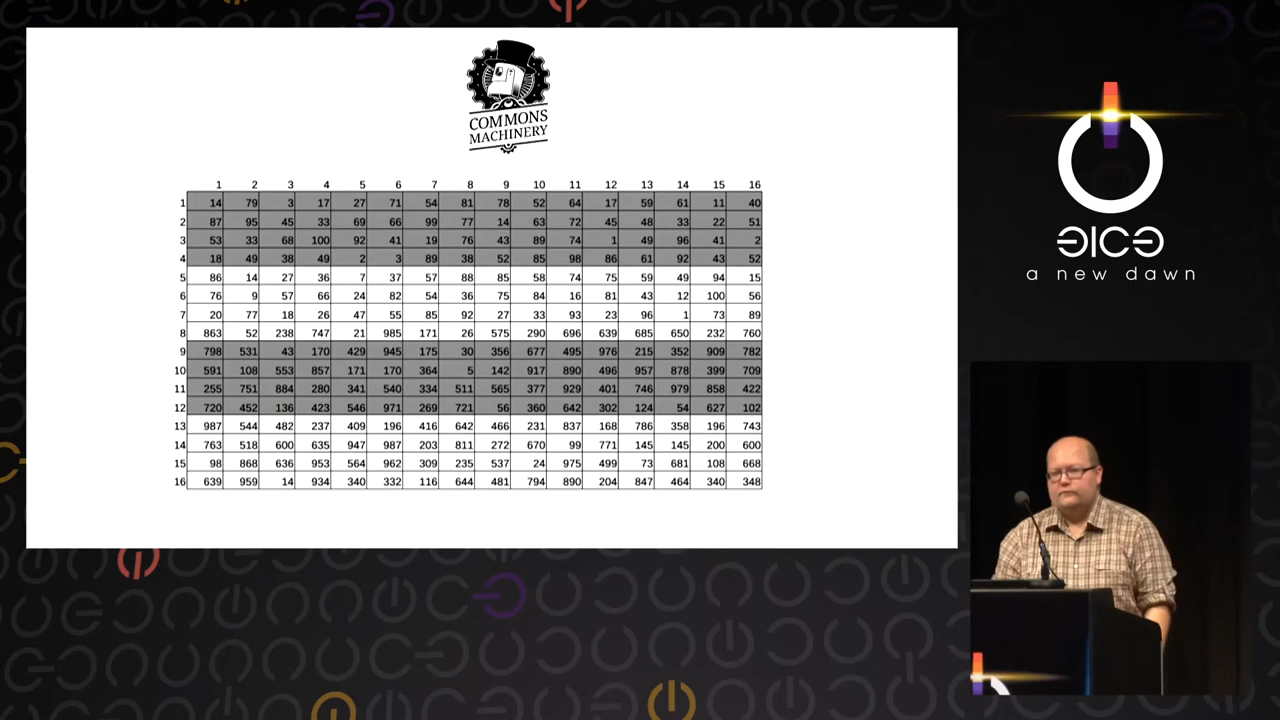 COMMONS
MACHINERY
1 2 3 4 5 6 7 8 9 10 11 12 13 14 15 16
1 14 79 3 17 27 71 54 81 78 52 64 17 59 61 11 40
2 87 95 45 33 69 66 99 77 14 63 72 45 48 33 22 51
3 53 33 68 100 92 41 19 76 43 89 74 1 49 96 41 2
4 18 49 38 49 2 3 89 38 52 85 98 86 61 92 43 52
5 86 14 27 36 7 37 57 88 85 58 74 75 59 49 94 15
6 76 9 57 66 24 82 54 36 75 84 16 81 43 12 100 56
7 20 77 18 26 47 55 85 92 27 33 93 23 96 1 73 89
8 863 52 238 747 21 985 171 26 575 290 696 639 685 650 232 760
9 798 531 43 170 429 945 175 30 356 677 495 976 215 352 909 782
10 591 108 553 857 171 170 364 5 142 917 890 496 957 878 399 709
11 255 751 884 280 341 540 334 511 565 377 929 401 746 979 858 422
12 720 452 136 423 546 971 269 721 56 360 642 302 124 54 627 102
13 987 544 482 237 409 196 416 642 466 231 837 168 786 358 196 743
14 763 518 600 635 947 987 203 811 272 670 99 771 145 145 200 600
15 98 868 636 953 564 962 309 235 537 24 975 499 73 681 108 668
16 639 959 14 934 340 332 116 644 481 794 890 204 847 464 340 348
a new dawn